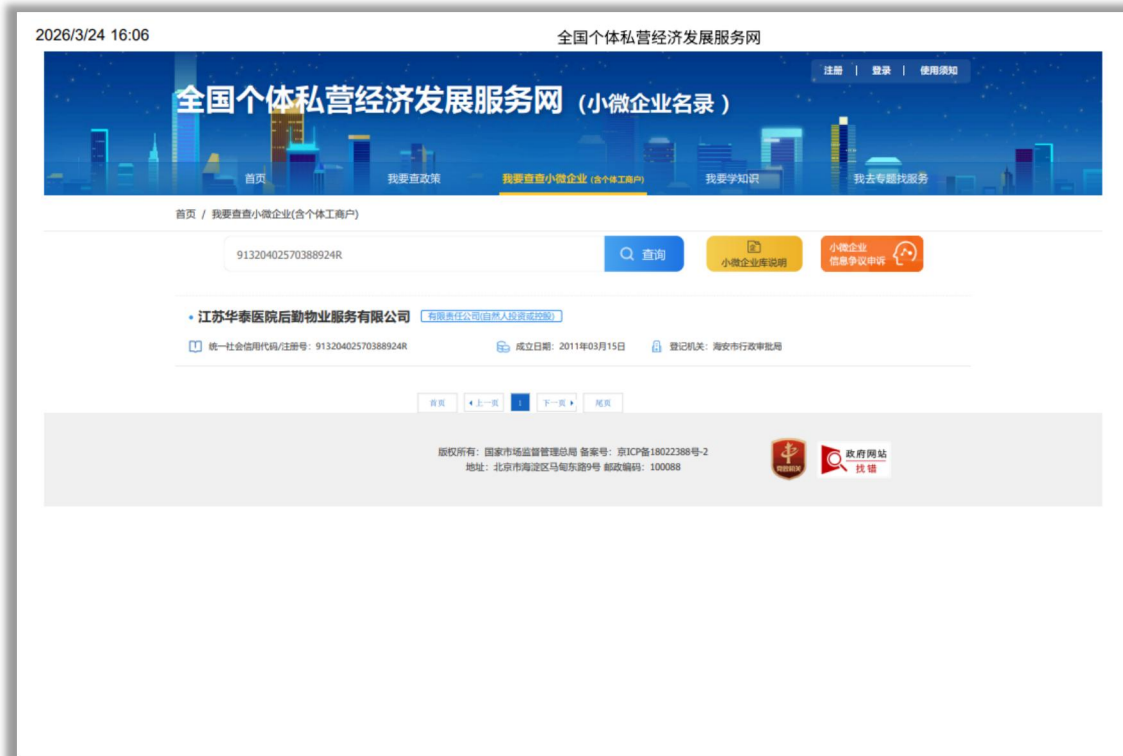 2026/3/24 16:06
全国个体私营经济发展服务网
注册 | 登录 | 使用须知
全国个体私营经济发展服务网（小微企业名录）
首页 我要查政策 我要查查小微企业(含个体工商户) 我要学知识 我去专题找服务
首页 / 我要查查小微企业(含个体工商户)
91320402570388924R
查询
小微企业库说明
小微企业
信息争议申诉
江苏华泰医院后勤物业服务有限公司 有限责任公司(自然人投资或控股)
统一社会信用代码/注册号：91320402570388924R 成立日期：2011年03月15日 登记机关：海安市行政审批局
首页 上一页 1 下一页 尾页
版权所有：国家市场监督管理总局 备案号：京ICP备18022388号-2
地址：北京市海淀区马甸东路9号 邮政编码：100088
党政机关
政府网站
找错